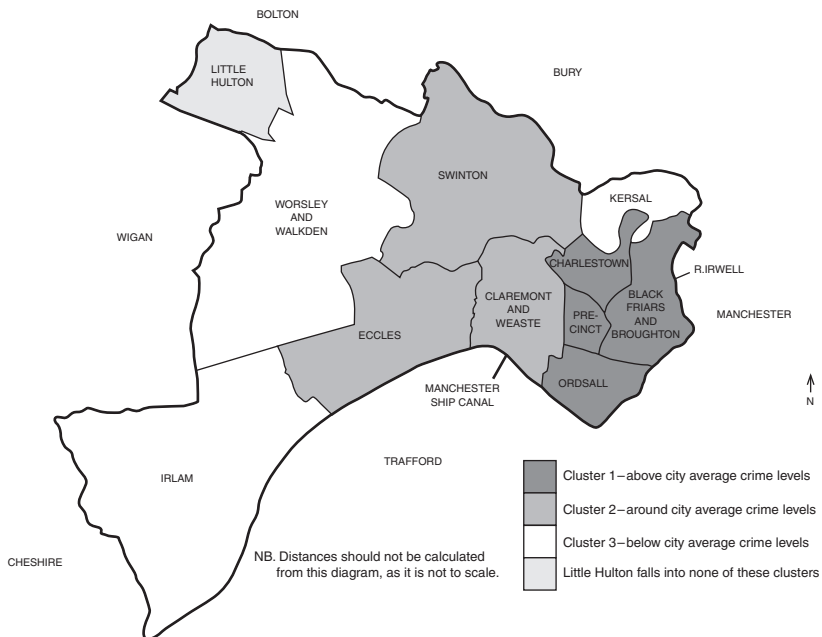 BOLTON
LITTLE
HULTON
BURY
SWINTON
KERSAL
WORSLEY
AND
WALKDEN
WIGAN
CHARLESTOWN
R.IRWELL
BLACK
FRIARS
AND
BROUGHTON
CLAREMONT
AND
WEASTE
PRE-
CINCT
MANCHESTER
ECCLES
ORDSALL
MANCHESTER
SHIP CANAL
N
TRAFFORD
IRLAM
CHESHIRE
NB. Distances should not be calculated
from this diagram, as it is not to scale.
Cluster 1–above city average crime levels
Cluster 2–around city average crime levels
Cluster 3–below city average crime levels
Little Hulton falls into none of these clusters